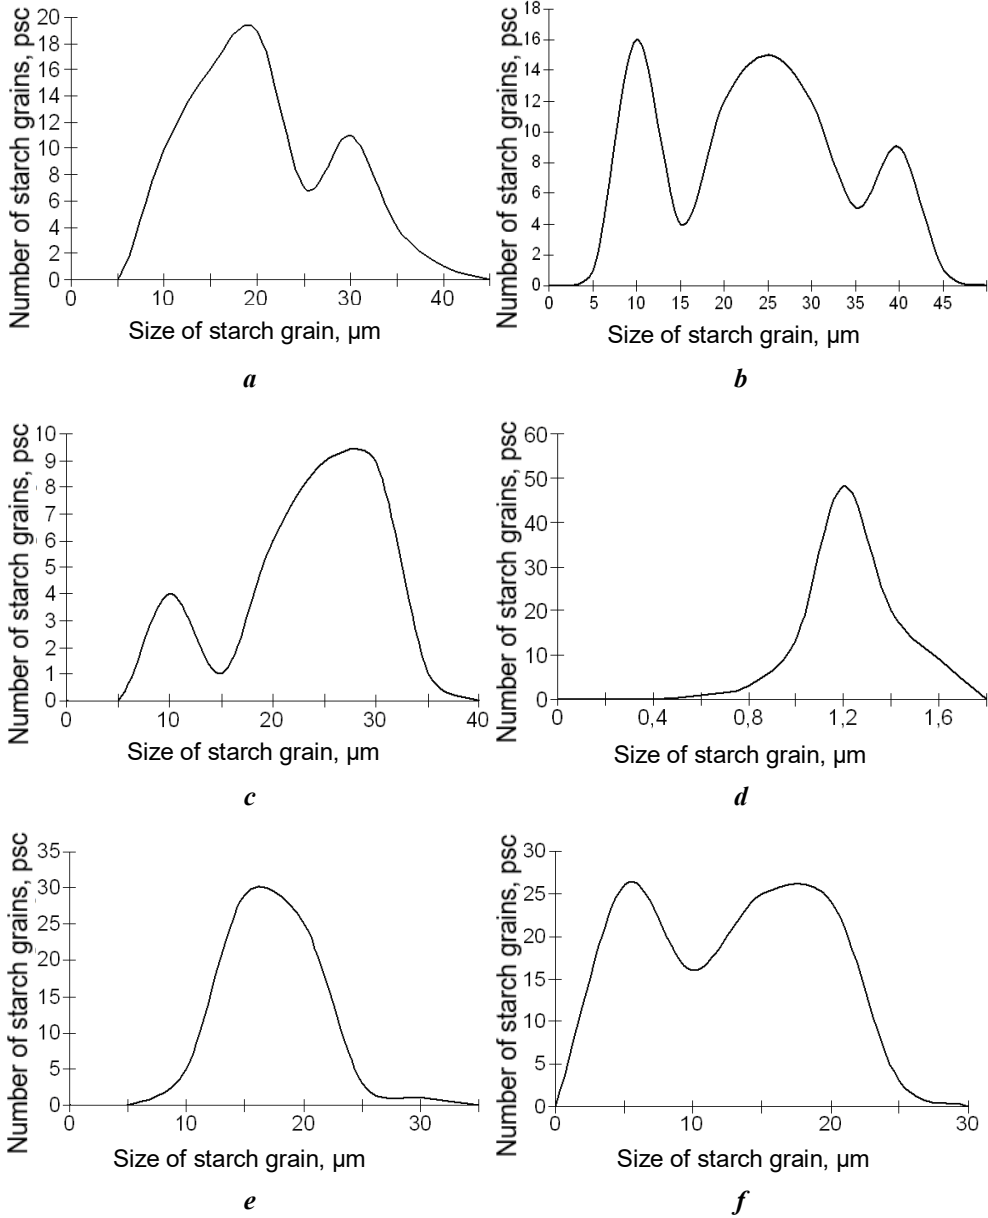 Number of starch grains, psc
20
18
16
14
12
10
8
6
4
2
0
0 10 20 30 40
Size of starch grain, µm
a
Number of starch grains, psc
18
16
14
12
10
8
6
4
2
0
0 5 10 15 20 25 30 35 40 45
Size of starch grain, µm
b
Number of starch grains, psc
10
9
8
7
6
5
4
3
2
1
0
0 10 20 30 40
Size of starch grain, µm
c
Number of starch grains, psc
60
50
40
30
20
10
0
0 0,4 0,8 1,2 1,6
Size of starch grain, µm
d
Number of starch grains, psc
35
30
25
20
15
10
5
0
0 10 20 30
Size of starch grain, µm
e
Number of starch grains, psc
30
25
20
15
10
5
0
0 10 20 30
Size of starch grain, µm
f